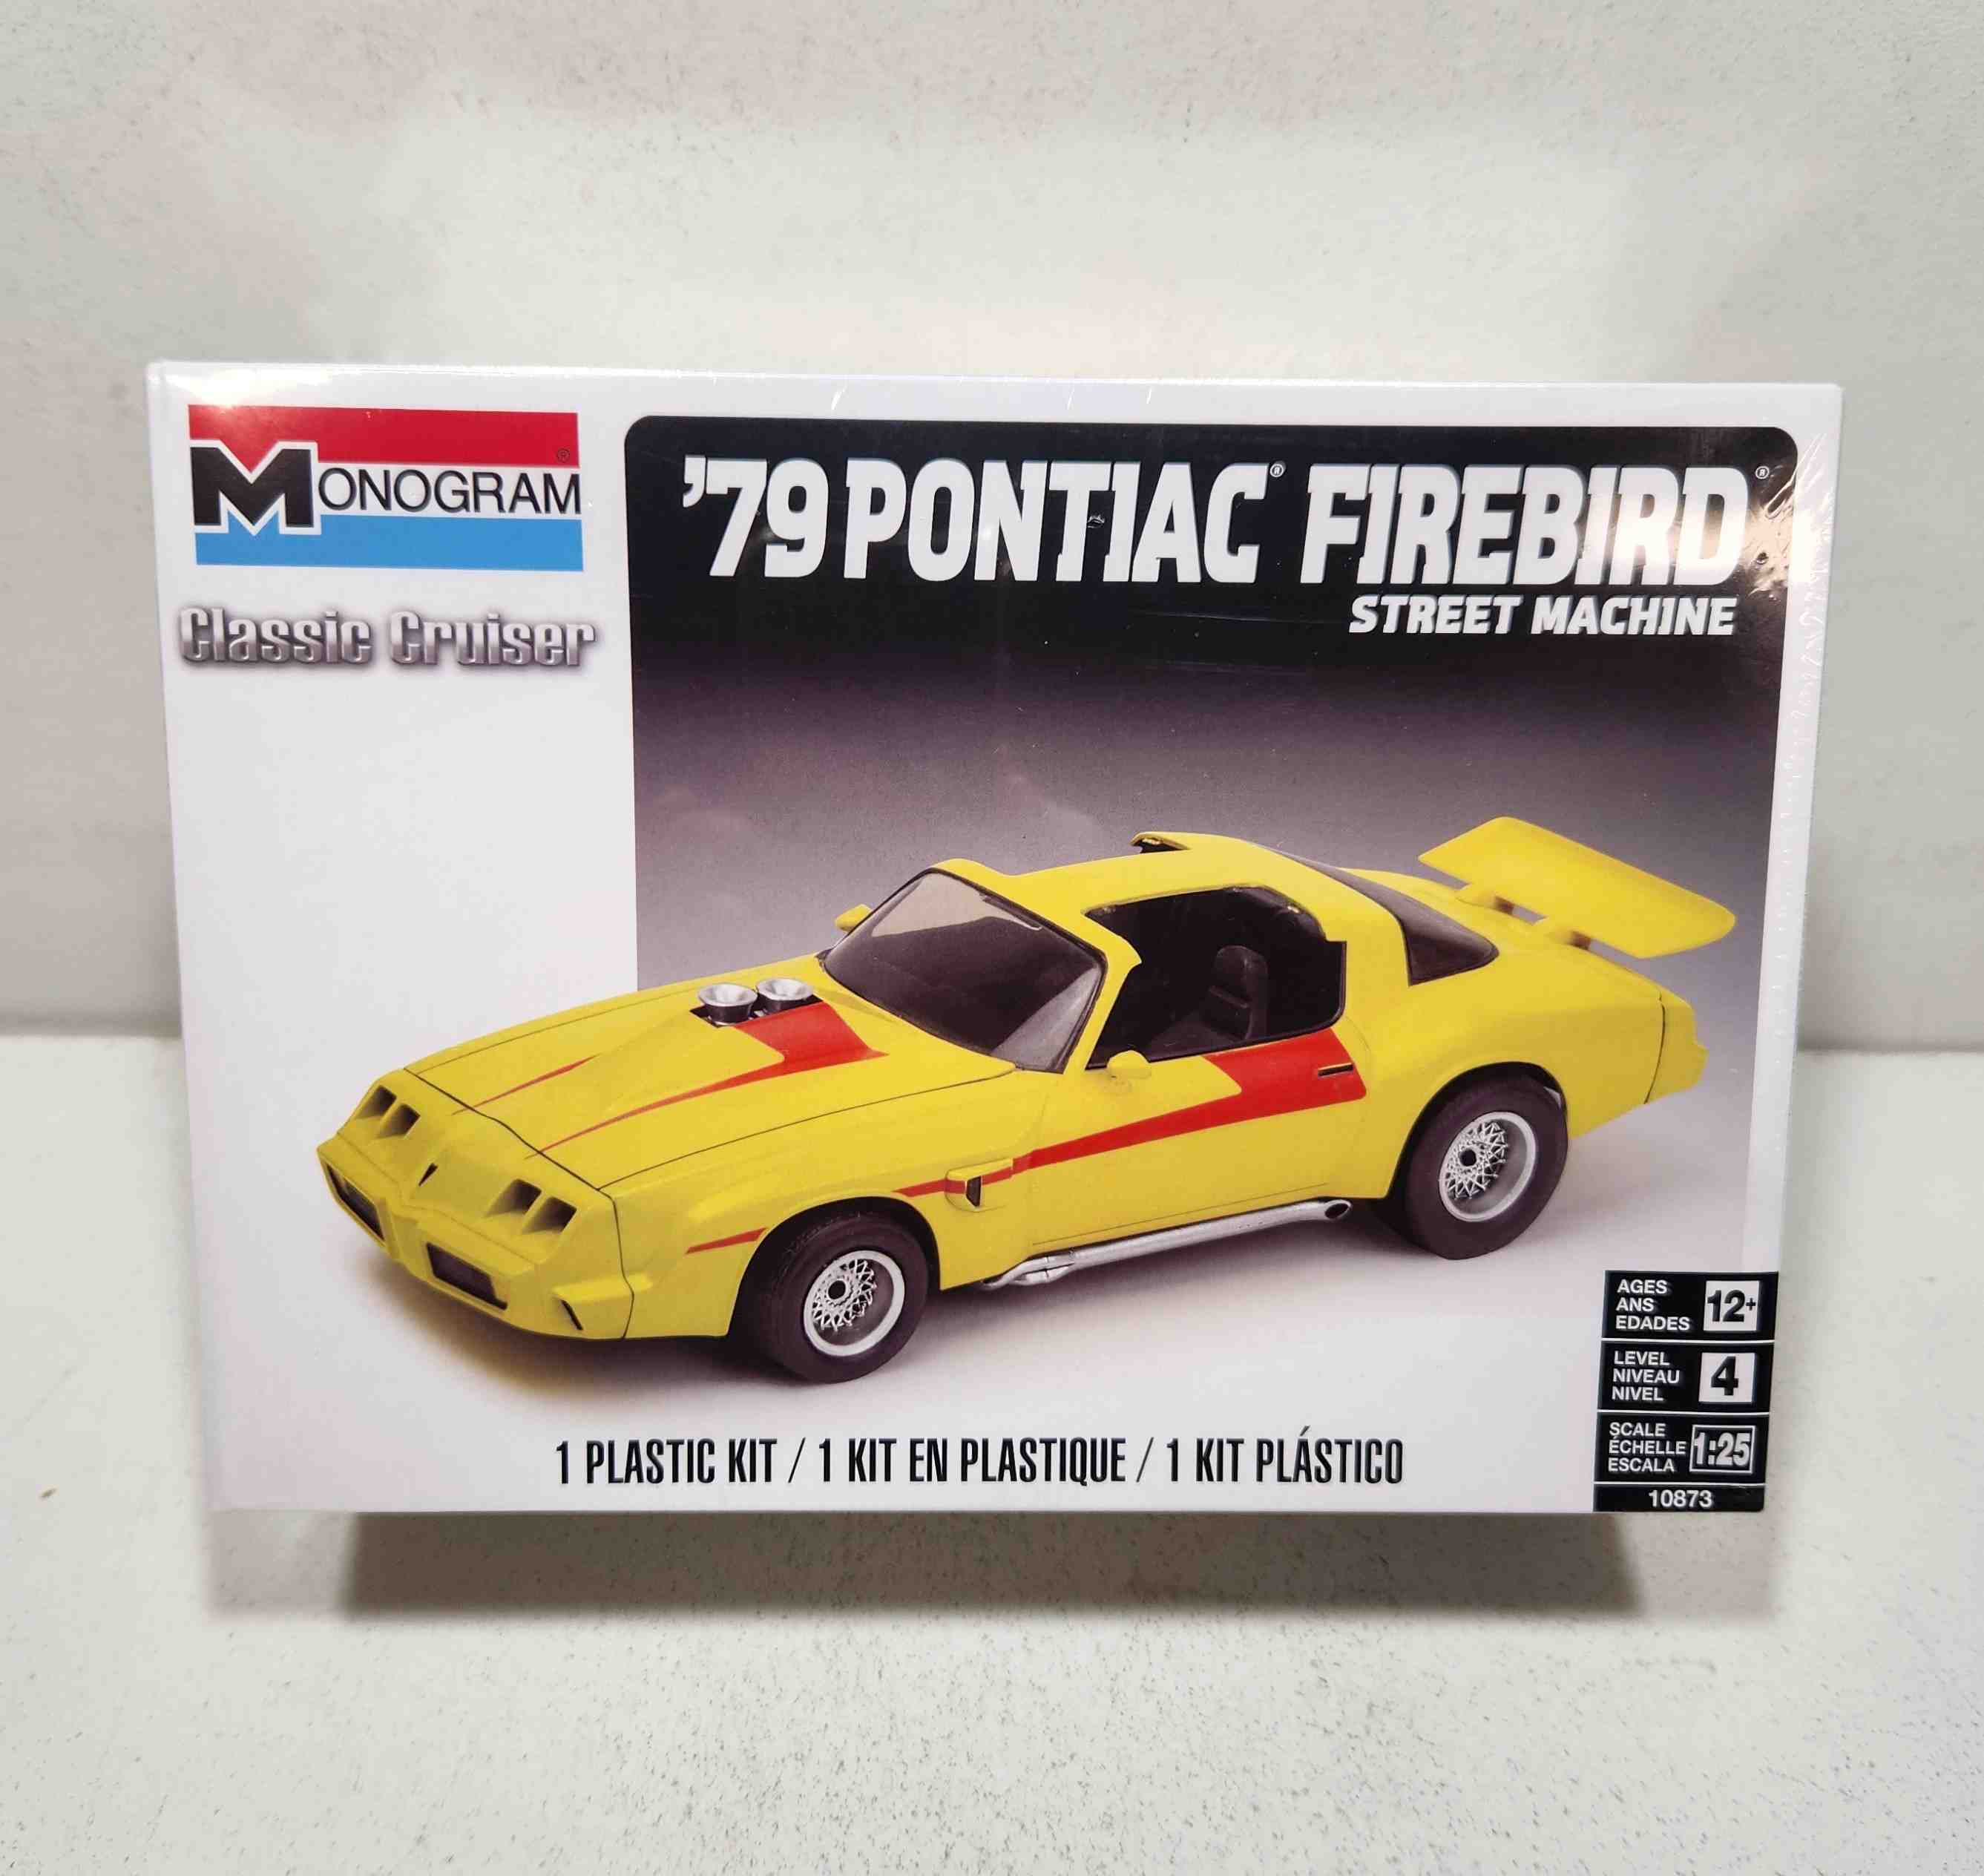 MONOGRAM®
Classic Cruiser
'79 PONTIAC® FIREBIRD®
STREET MACHINE
AGES
ANS
EDADES
12+
LEVEL
NIVEAU
NIVEL
4
SCALE
ÉCHELLE
ESCALA
1:25
10873
1 PLASTIC KIT / 1 KIT EN PLASTIQUE / 1 KIT PLÁSTICO